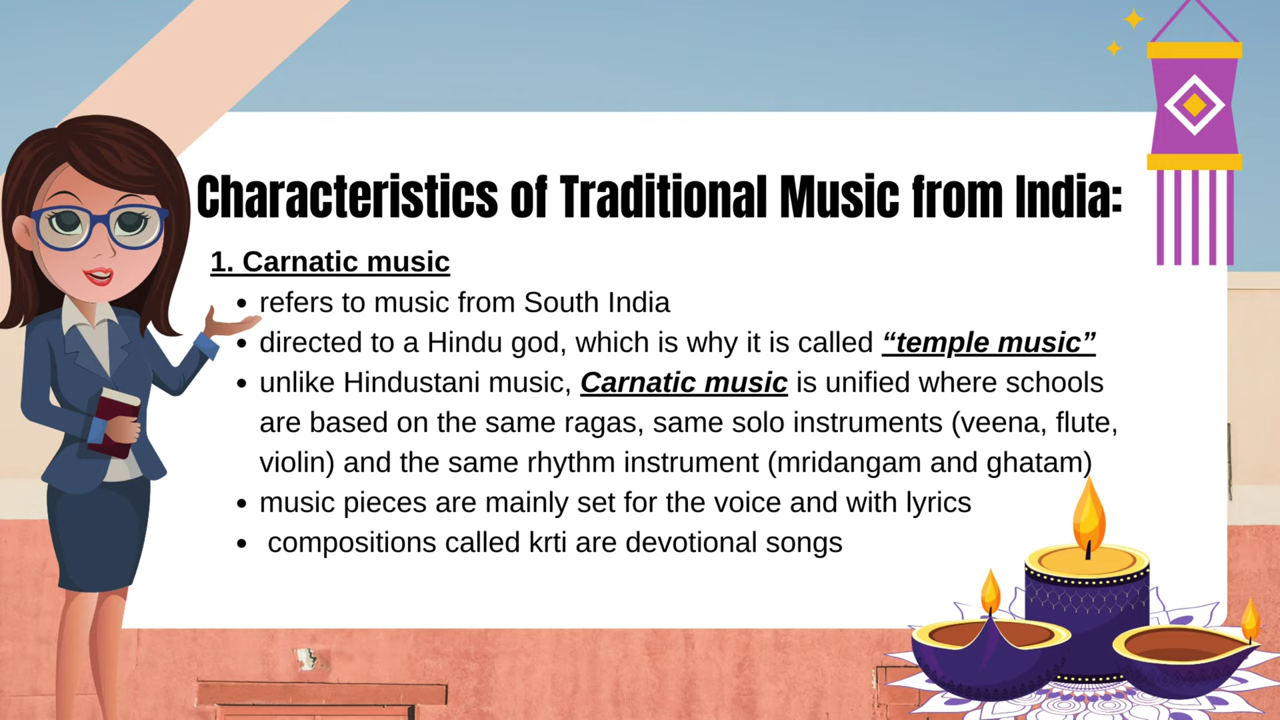 Characteristics of Traditional Music from India:
1. Carnatic music
• refers to music from South India
• directed to a Hindu god, which is why it is called “temple music”
• unlike Hindustani music, Carnatic music is unified where schools
are based on the same ragas, same solo instruments (veena, flute,
violin) and the same rhythm instrument (mridangam and ghatam)
• music pieces are mainly set for the voice and with lyrics
• compositions called krti are devotional songs